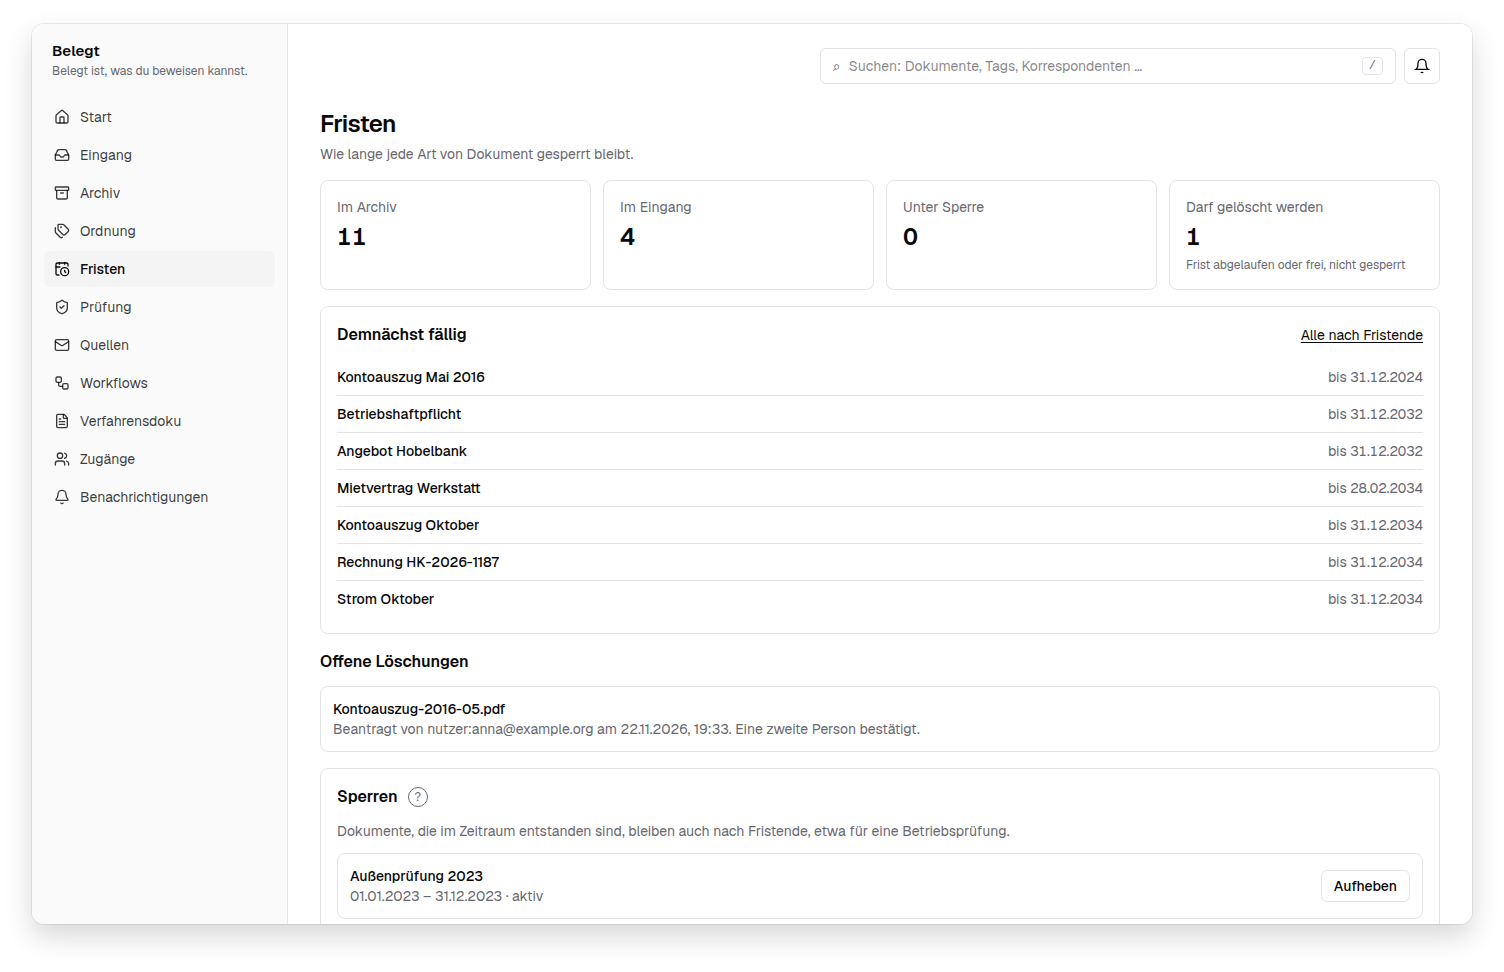 Belegt
Belegt ist, was du beweisen kannst.
Suchen: Dokumente, Tags, Korrespondenten …
/
Start
Eingang
Archiv
Ordnung
Fristen
Prüfung
Quellen
Workflows
Verfahrensdoku
Zugänge
Benachrichtigungen
Fristen
Wie lange jede Art von Dokument gesperrt bleibt.
Im Archiv
11
Im Eingang
4
Unter Sperre
0
Darf gelöscht werden
1
Frist abgelaufen oder frei, nicht gesperrt
Demnächst fällig
Alle nach Fristende
Kontoauszug Mai 2016 bis 31.12.2024
Betriebshaftpflicht bis 31.12.2032
Angebot Hobelbank bis 31.12.2032
Mietvertrag Werkstatt bis 28.02.2034
Kontoauszug Oktober bis 31.12.2034
Rechnung HK-2026-1187 bis 31.12.2034
Strom Oktober bis 31.12.2034
Offene Löschungen
Kontoauszug-2016-05.pdf
Beantragt von nutzer:anna@example.org am 22.11.2026, 19:33. Eine zweite Person bestätigt.
Sperren ?
Dokumente, die im Zeitraum entstanden sind, bleiben auch nach Fristende, etwa für eine Betriebsprüfung.
Außenprüfung 2023
01.01.2023 – 31.12.2023 · aktiv
Aufheben